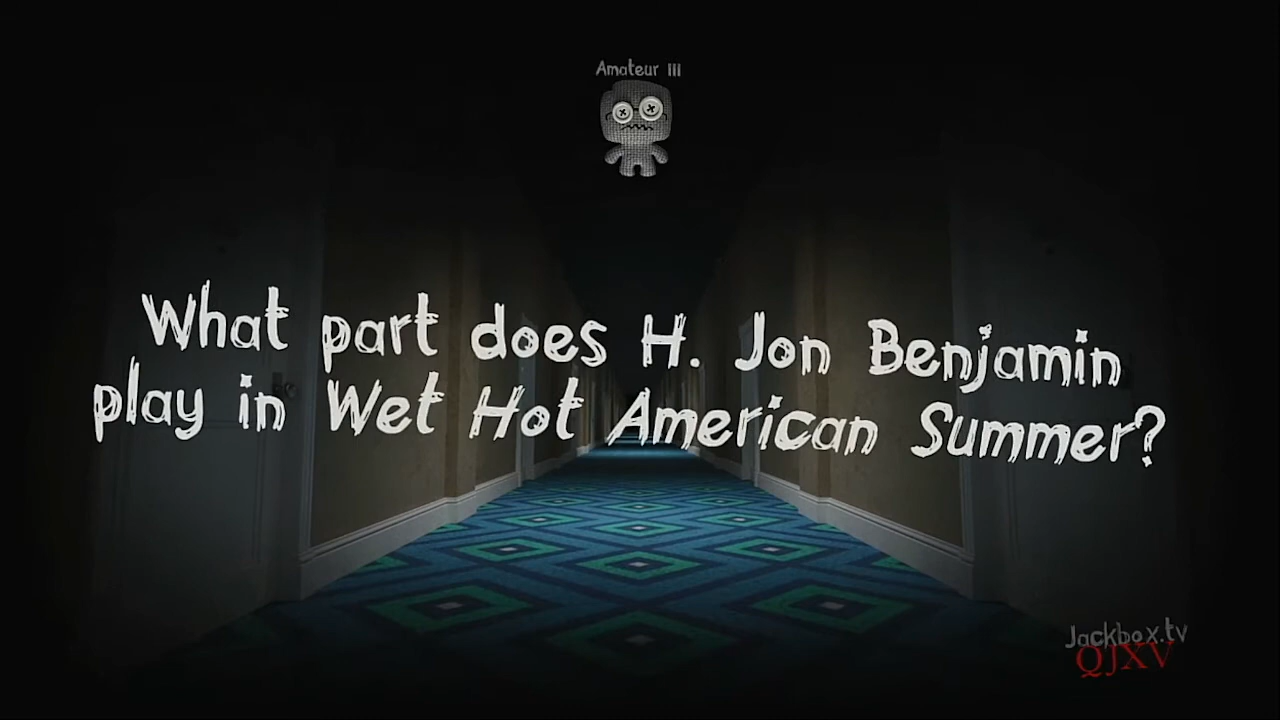 Amateur III
What part does H. Jon Benjamin
play in Wet Hot American Summer?
Jackbox.tv
QJXV